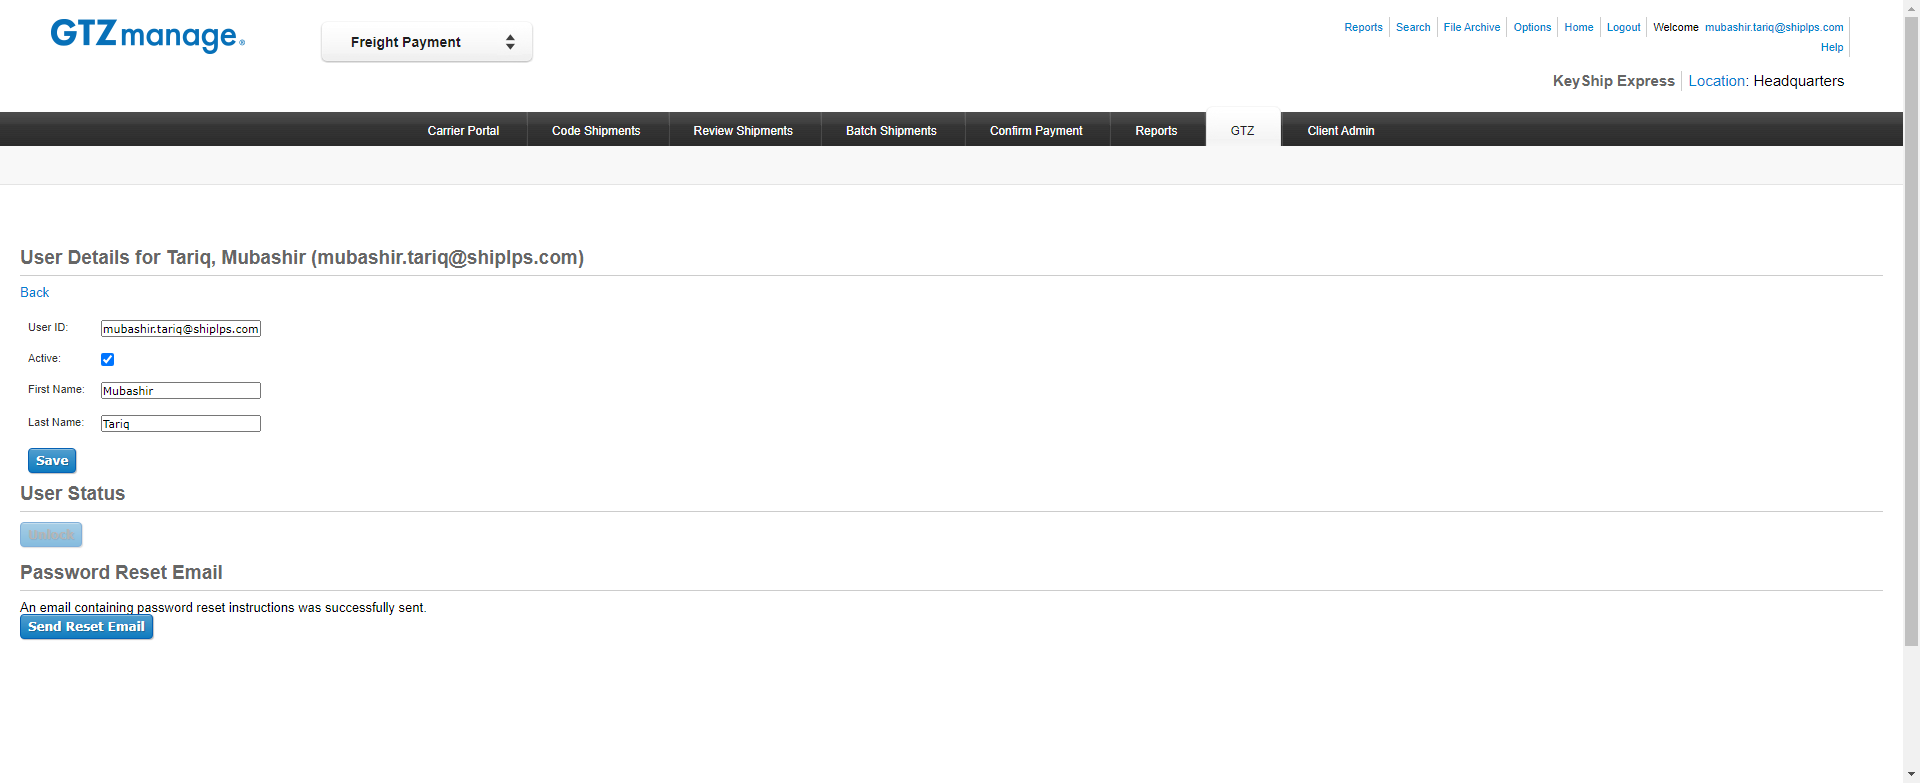 GTZmanage®
Freight Payment
Reports Search File Archive Options Home Logout Welcome mubashir.tariq@shiplps.com
Help
KeyShip Express Location: Headquarters
Carrier Portal Code Shipments Review Shipments Batch Shipments Confirm Payment Reports GTZ Client Admin
User Details for Tariq, Mubashir (mubashir.tariq@shiplps.com)
Back
User ID: mubashir.tariq@shiplps.com
Active:
First Name: Mubashir
Last Name: Tariq
Save
User Status
Unlock
Password Reset Email
An email containing password reset instructions was successfully sent.
Send Reset Email